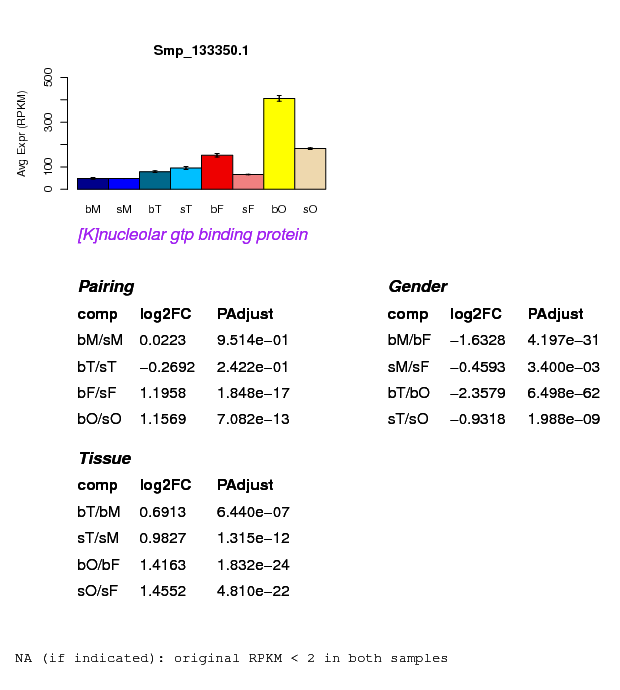 Smp_133350.1
Avg Expr (RPKM)
0 100 300 500
bM sM bT sT bF sF bO sO
[K]nucleolar gtp binding protein
Pairing
comp log2FC PAdjust
bM/sM 0.0223 9.514e−01
bT/sT −0.2692 2.422e−01
bF/sF 1.1958 1.848e−17
bO/sO 1.1569 7.082e−13
Gender
comp log2FC PAdjust
bM/bF −1.6328 4.197e−31
sM/sF −0.4593 3.400e−03
bT/bO −2.3579 6.498e−62
sT/sO −0.9318 1.988e−09
Tissue
comp log2FC PAdjust
bT/bM 0.6913 6.440e−07
sT/sM 0.9827 1.315e−12
bO/bF 1.4163 1.832e−24
sO/sF 1.4552 4.810e−22
NA (if indicated): original RPKM < 2 in both samples